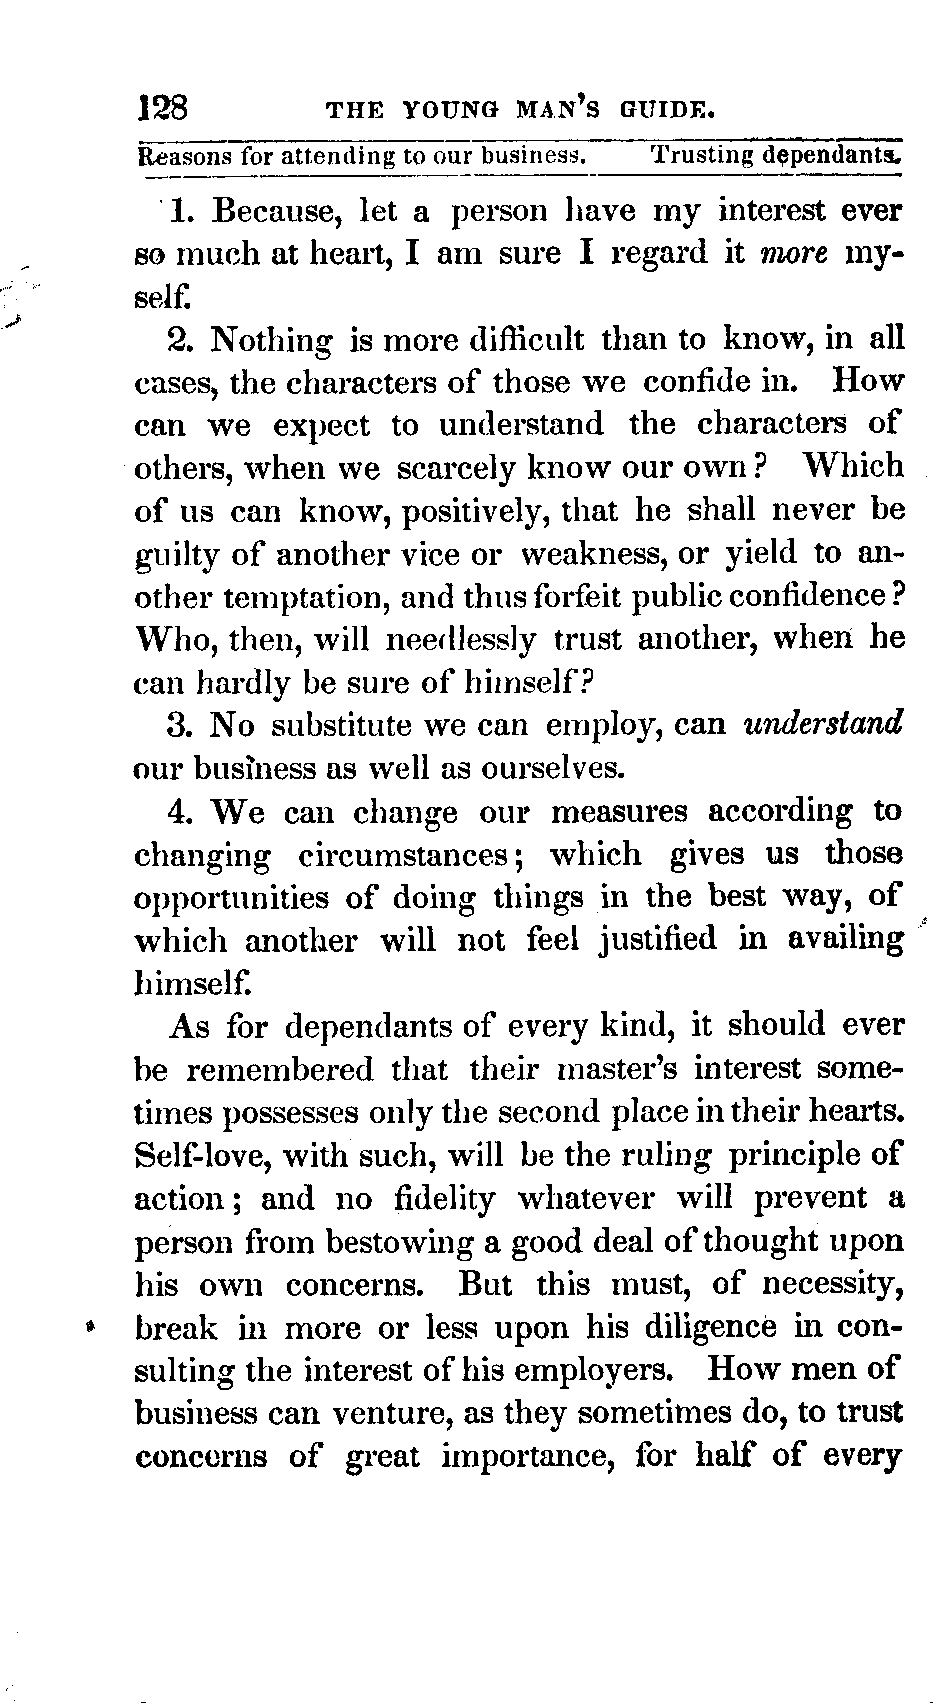 128 THE YOUNG MAN'S GUIDE.
Reasons for attending to our business. Trusting dependants.
1. Because, let a person have my interest ever
so much at heart, I am sure I regard it more my-
self.
2. Nothing is more difficult than to know, in all
cases, the characters of those we confide in. How
can we expect to understand the characters of
others, when we scarcely know our own? Which
of us can know, positively, that he shall never be
guilty of another vice or weakness, or yield to an-
other temptation, and thus forfeit public confidence?
Who, then, will needlessly trust another, when he
can hardly be sure of himself?
3. No substitute we can employ, can understand
our business as well as ourselves.
4. We can change our measures according to
changing circumstances; which gives us those
opportunities of doing things in the best way, of
which another will not feel justified in availing
himself.
As for dependants of every kind, it should ever
be remembered that their master's interest some-
times possesses only the second place in their hearts.
Self-love, with such, will be the ruling principle of
action; and no fidelity whatever will prevent a
person from bestowing a good deal of thought upon
his own concerns. But this must, of necessity,
break in more or less upon his diligence in con-
sulting the interest of his employers. How men of
business can venture, as they sometimes do, to trust
concerns of great importance, for half of every